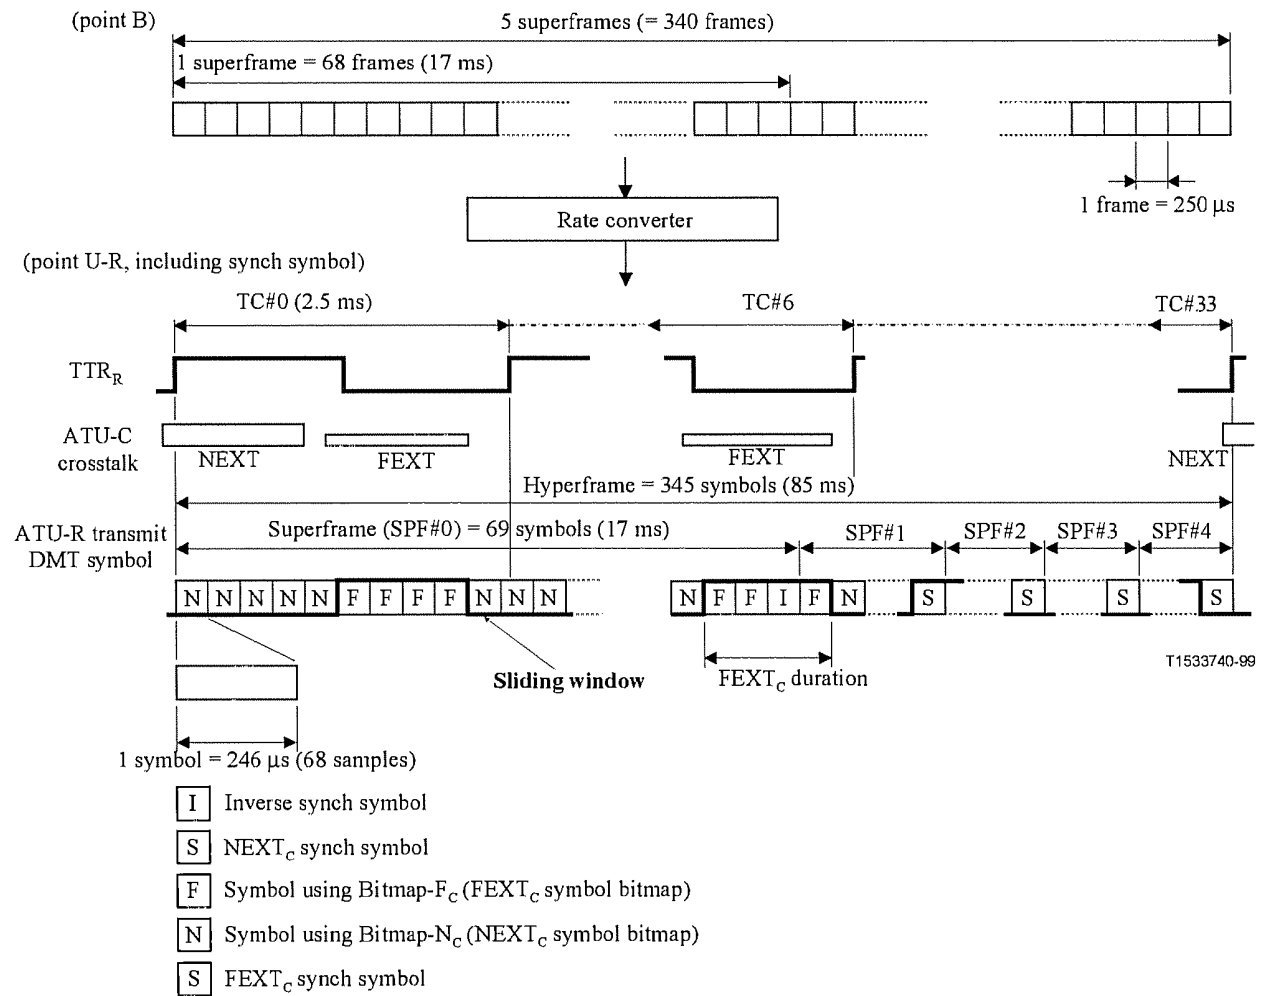 (point B)
5 superframes (= 340 frames)
1 superframe = 68 frames (17 ms)
1 frame = 250 μs
Rate converter
(point U-R, including synch symbol)
TC#0 (2.5 ms)
TC#6
TC#33
TTR_R
ATU-C
crosstalk
NEXT
FEXT
FEXT
NEXT
Hyperframe = 345 symbols (85 ms)
ATU-R transmit
DMT symbol
Superframe (SPF#0) = 69 symbols (17 ms)
SPF#1
SPF#2
SPF#3
SPF#4
N N N N N F F F F N N N
N F F I F N
S
S
S
S
Sliding window
FEXT_C duration
T1533740-99
1 symbol = 246 μs (68 samples)
I Inverse synch symbol
S NEXT_C synch symbol
F Symbol using Bitmap-F_C (FEXT_C symbol bitmap)
N Symbol using Bitmap-N_C (NEXT_C symbol bitmap)
S FEXT_C synch symbol